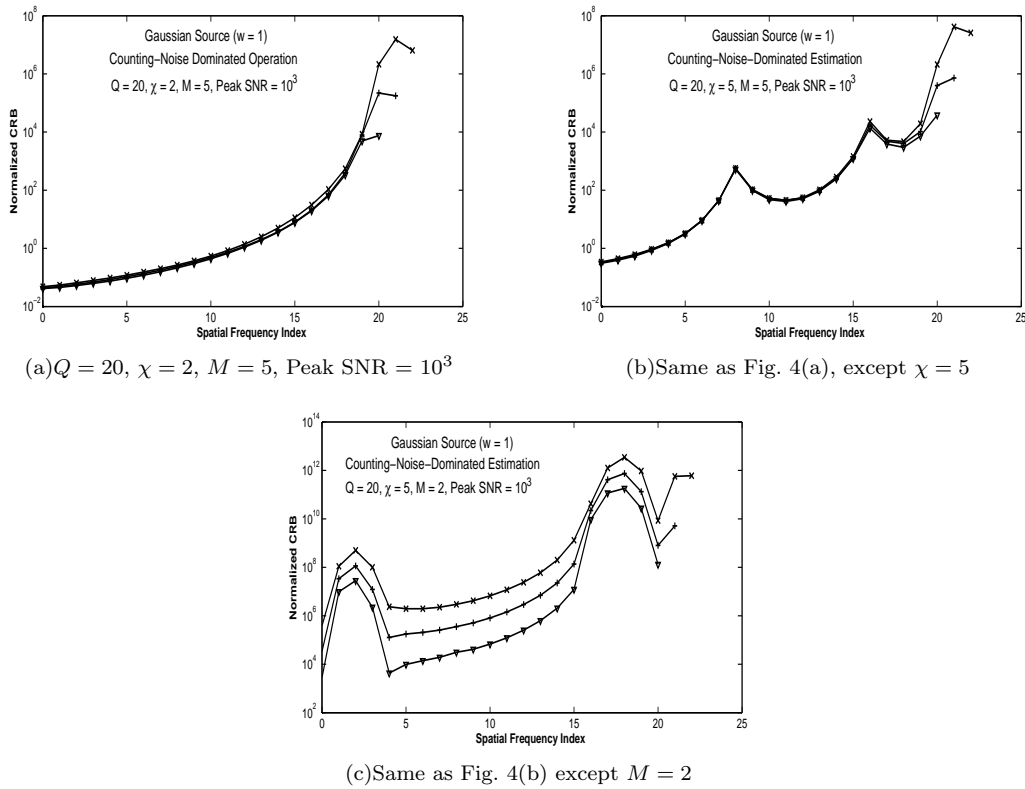 Gaussian Source (w = 1)
Counting−Noise Dominated Operation
Q = 20, χ = 2, M = 5, Peak SNR = 10^3
Normalized CRB
10^8
10^6
10^4
10^2
10^0
10^−2
0 5 10 15 20 25
Spatial Frequency Index
(a)Q = 20, χ = 2, M = 5, Peak SNR = 10^3
Gaussian Source (w = 1)
Counting−Noise−Dominated Estimation
Q = 20, χ = 5, M = 5, Peak SNR = 10^3
Normalized CRB
10^8
10^6
10^4
10^2
10^0
10^−2
0 5 10 15 20 25
Spatial Frequency Index
(b)Same as Fig. 4(a), except χ = 5
Gaussian Source (w = 1)
Counting−Noise−Dominated Estimation
Q = 20, χ = 5, M = 2, Peak SNR = 10^3
Normalized CRB
10^14
10^12
10^10
10^8
10^6
10^4
10^2
0 5 10 15 20 25
Spatial Frequency Index
(c)Same as Fig. 4(b) except M = 2